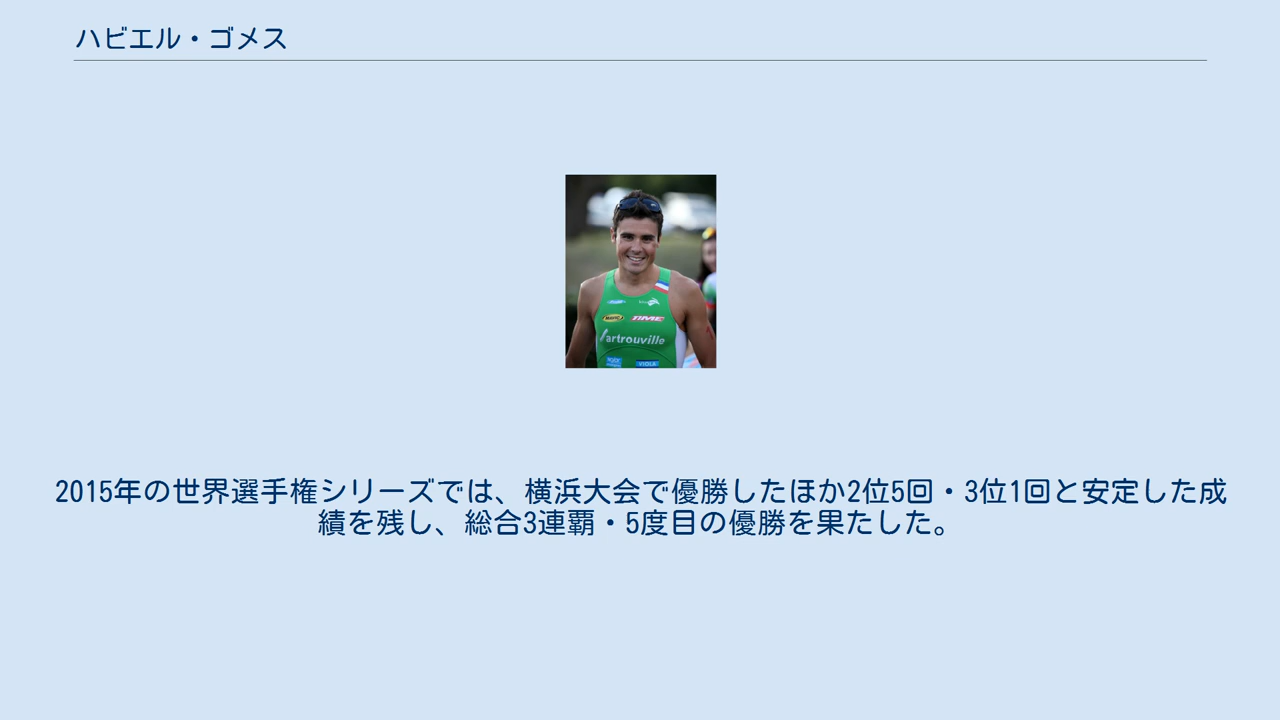 ハビエル・ゴメス
TIME
artrouville
VIOLA
2015年の世界選手権シリーズでは、横浜大会で優勝したほか2位5回・3位1回と安定した成
績を残し、総合3連覇・5度目の優勝を果たした。